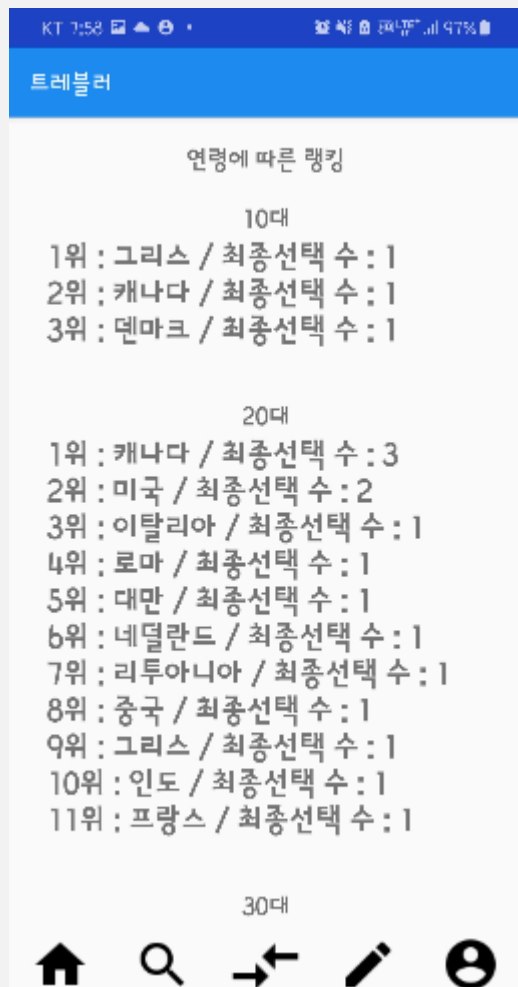 KT 7:58 97%
트레블러
연령에 따른 랭킹
10대
1위 : 그리스 / 최종선택 수 : 1
2위 : 캐나다 / 최종선택 수 : 1
3위 : 덴마크 / 최종선택 수 : 1
20대
1위 : 캐나다 / 최종선택 수 : 3
2위 : 미국 / 최종선택 수 : 2
3위 : 이탈리아 / 최종선택 수 : 1
4위 : 로마 / 최종선택 수 : 1
5위 : 대만 / 최종선택 수 : 1
6위 : 네덜란드 / 최종선택 수 : 1
7위 : 리투아니아 / 최종선택 수 : 1
8위 : 중국 / 최종선택 수 : 1
9위 : 그리스 / 최종선택 수 : 1
10위 : 인도 / 최종선택 수 : 1
11위 : 프랑스 / 최종선택 수 : 1
30대